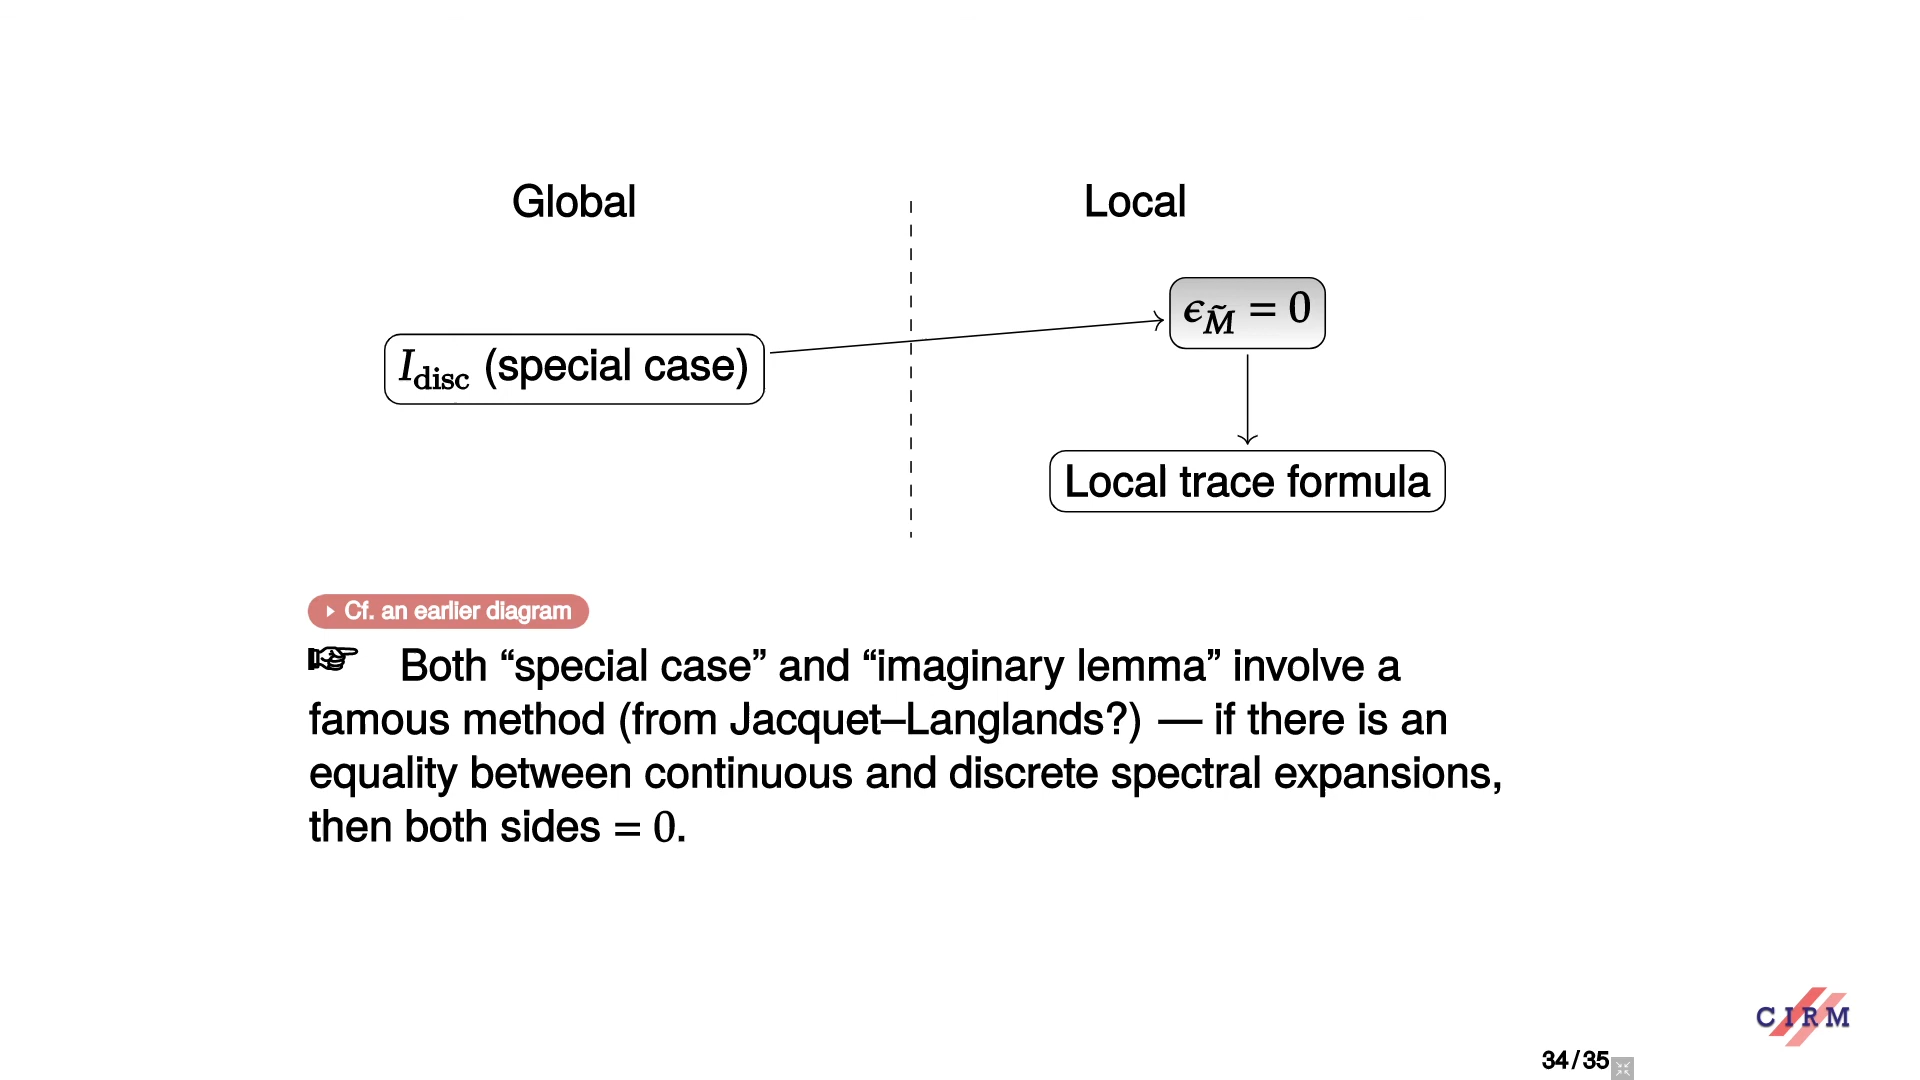 Global
Local
ϵ_M̃ = 0
I_disc (special case)
Local trace formula
Cf. an earlier diagram
☞ Both “special case” and “imaginary lemma” involve a
famous method (from Jacquet–Langlands?) — if there is an
equality between continuous and discrete spectral expansions,
then both sides = 0.
CIRM
34/35